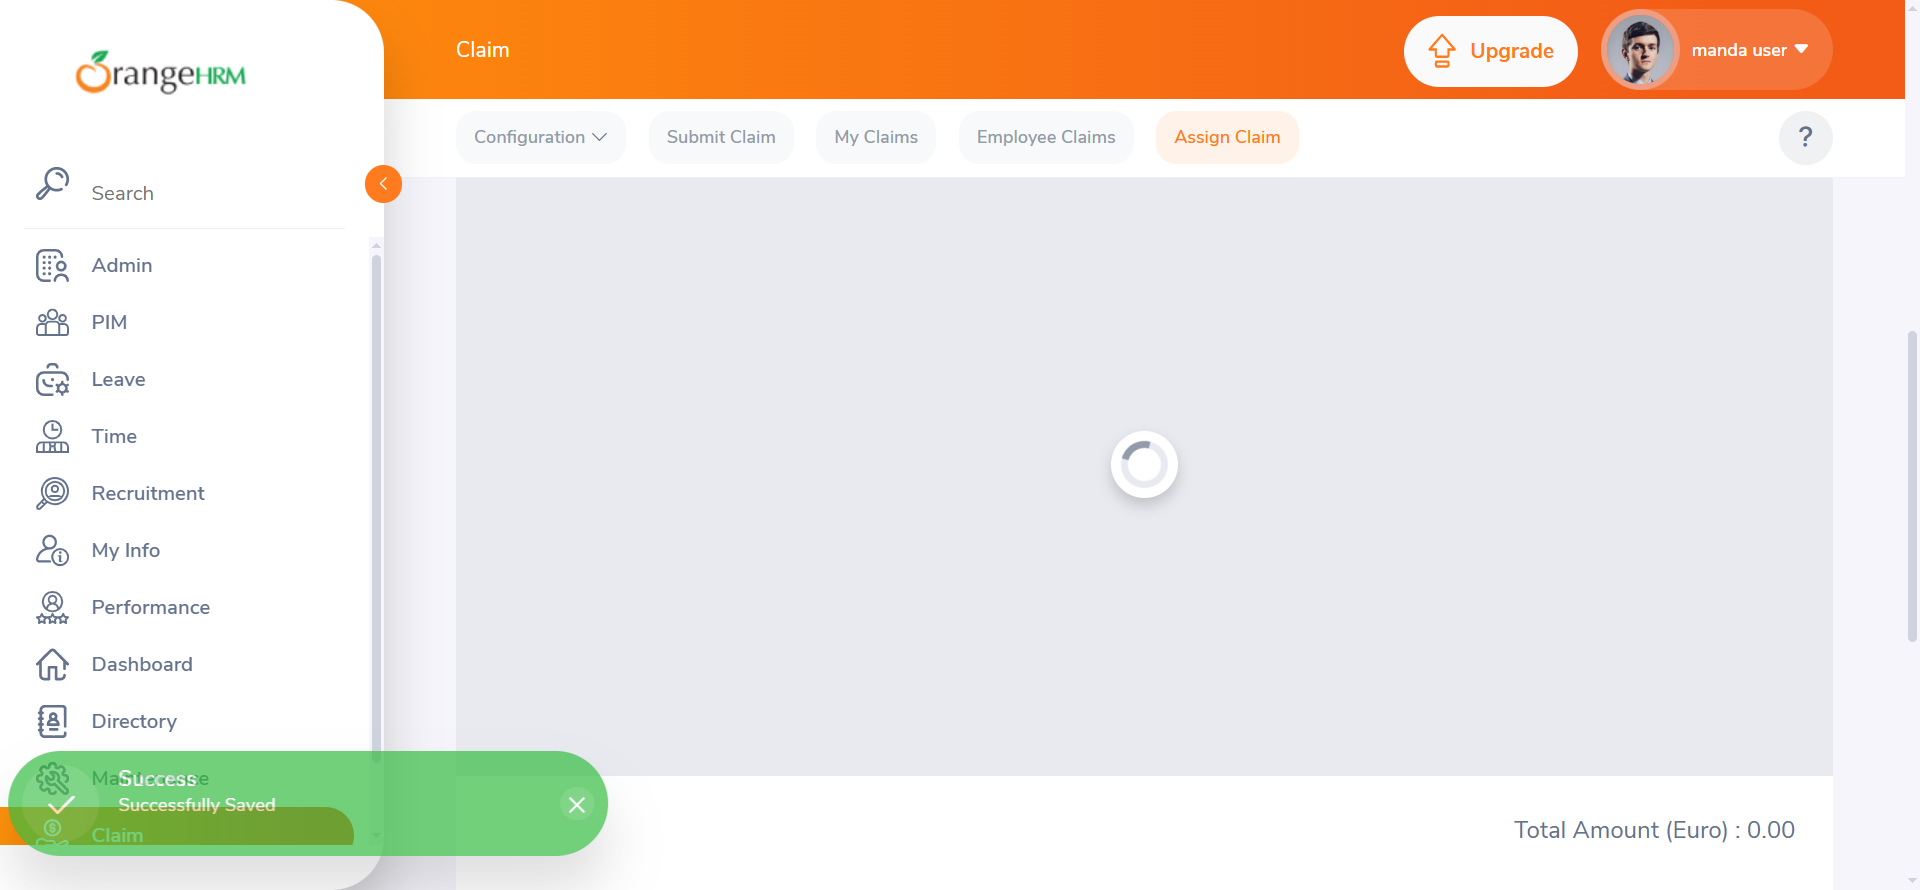 OrangeHRM
Claim
Upgrade
manda user
Configuration
Submit Claim
My Claims
Employee Claims
Assign Claim
?
Search
Admin
PIM
Leave
Time
Recruitment
My Info
Performance
Dashboard
Directory
Maintenance
Success
Successfully Saved
Claim
Total Amount (Euro) : 0.00